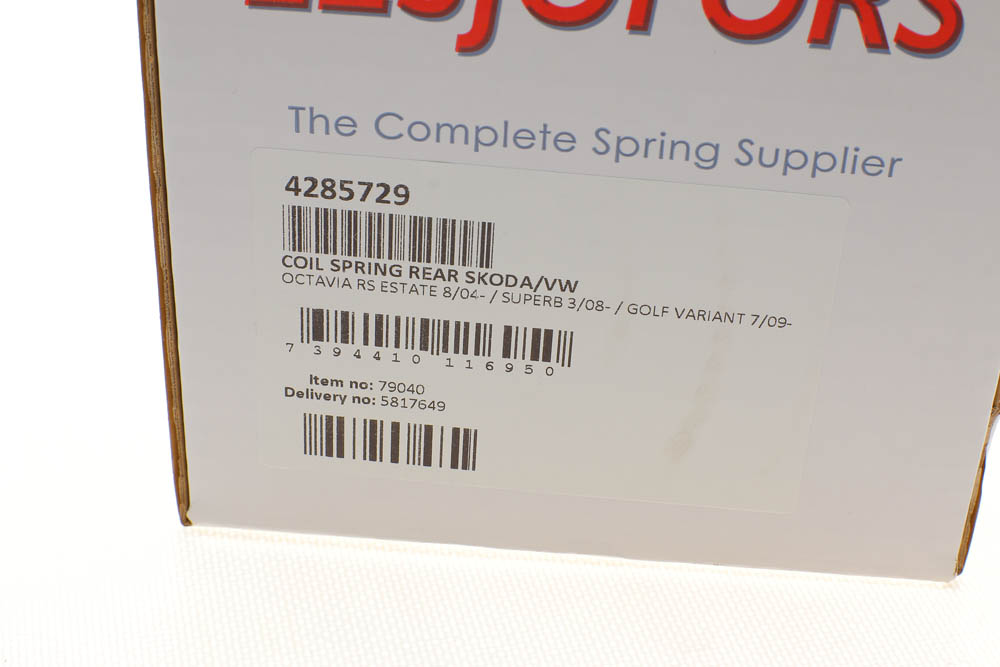 LESJÖFORS
The Complete Spring Supplier
4285729
COIL SPRING REAR SKODA/VW
OCTAVIA RS ESTATE 8/04- / SUPERB 3/08- / GOLF VARIANT 7/09-
7 394410 116950
Item no: 79040
Delivery no: 5817649